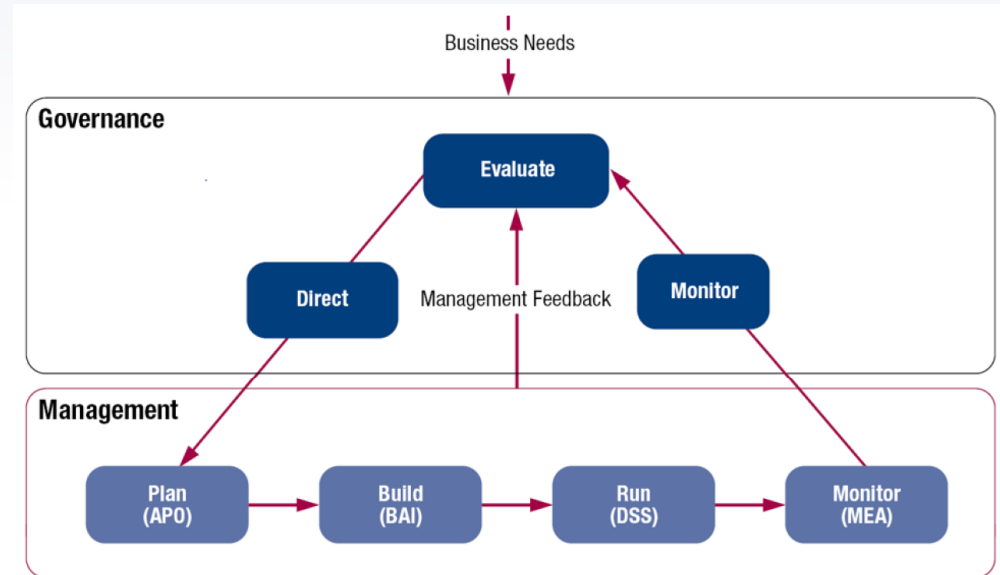 Business Needs
Governance
Evaluate
Direct
Management Feedback
Monitor
Management
Plan
(APO)
Build
(BAI)
Run
(DSS)
Monitor
(MEA)